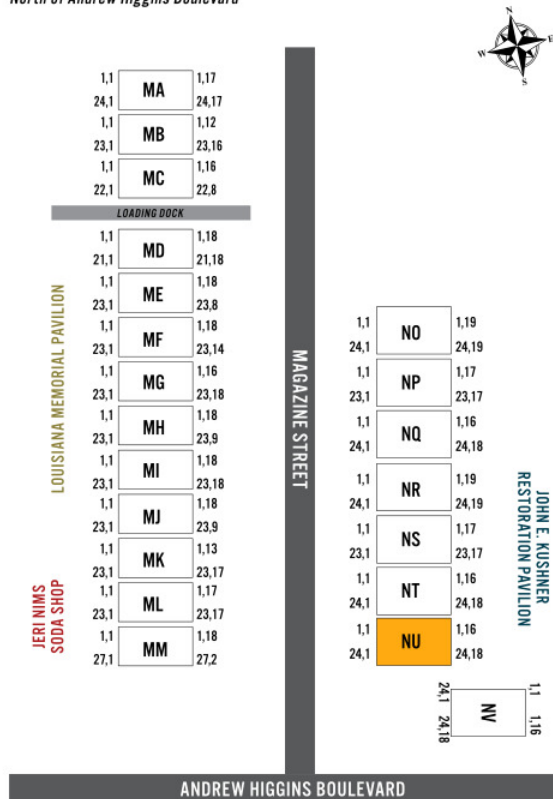 North of Andrew Higgins Boulevard
N
W
E
S
1,1 MA 1,17
24,1 24,17
1,1 MB 1,12
23,1 23,16
1,1 MC 1,16
22,1 22,8
LOADING DOCK
1,1 MD 1,18
21,1 21,18
1,1 ME 1,18
23,1 23,8
1,1 MF 1,18
23,1 23,14
1,1 MG 1,16
23,1 23,18
1,1 MH 1,18
23,1 23,9
1,1 MI 1,18
23,1 23,18
1,1 MJ 1,18
23,1 23,9
1,1 MK 1,13
23,1 23,17
1,1 ML 1,17
23,1 23,17
1,1 MM 1,18
27,1 27,2
LOUISIANA MEMORIAL PAVILION
JERI NIMS
SODA SHOP
MAGAZINE STREET
1,1 NO 1,19
24,1 24,19
1,1 NP 1,17
23,1 23,17
1,1 NQ 1,16
24,1 24,18
1,1 NR 1,19
24,1 24,19
1,1 NS 1,17
23,1 23,17
1,1 NT 1,16
24,1 24,18
1,1 NU 1,16
24,1 24,18
1,1 NV 1,16
24,1 24,18
JOHN E. KUSHNER
RESTORATION PAVILION
ANDREW HIGGINS BOULEVARD